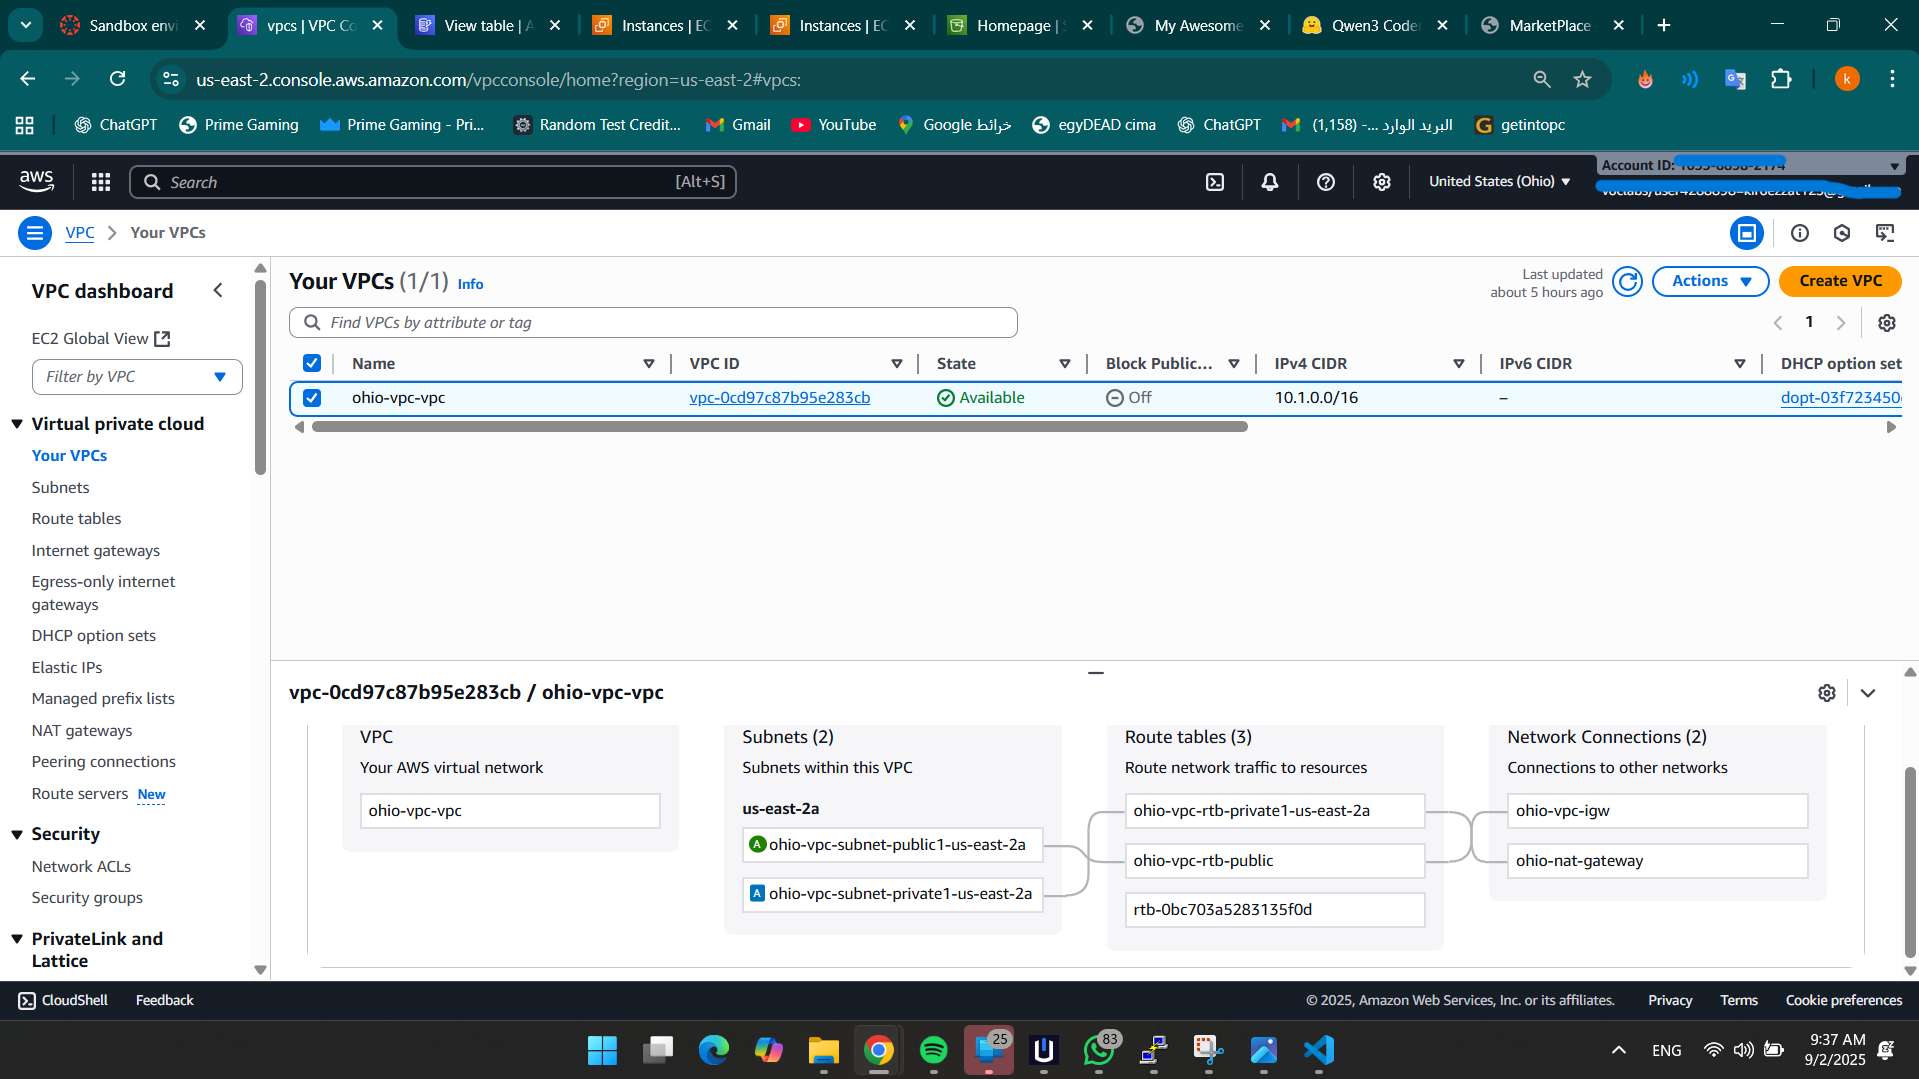 Sandbox envi
vpcs | VPC Co
View table | A
Instances | EC
Instances | EC
Homepage | S
My Awesome
Qwen3 Coder
MarketPlace
us-east-2.console.aws.amazon.com/vpcconsole/home?region=us-east-2#vpcs:
k
ChatGPT
Prime Gaming
Prime Gaming - Pri...
Random Test Credit...
Gmail
YouTube
خرائط Google
egyDEAD cima
ChatGPT
البريد الوارد -... (1,158)
getintopc
aws
Search
[Alt+S]
United States (Ohio)
Account ID:
VPC
Your VPCs
VPC dashboard
EC2 Global View
Filter by VPC
Virtual private cloud
Your VPCs
Subnets
Route tables
Internet gateways
Egress-only internet
gateways
DHCP option sets
Elastic IPs
Managed prefix lists
NAT gateways
Peering connections
Route servers New
Security
Network ACLs
Security groups
PrivateLink and
Lattice
Your VPCs (1/1) Info
Last updated
about 5 hours ago
Actions
Create VPC
Find VPCs by attribute or tag
1
Name
VPC ID
State
Block Public...
IPv4 CIDR
IPv6 CIDR
DHCP option set
ohio-vpc-vpc
vpc-0cd97c87b95e283cb
Available
Off
10.1.0.0/16
–
dopt-03f723450
vpc-0cd97c87b95e283cb / ohio-vpc-vpc
VPC
Your AWS virtual network
ohio-vpc-vpc
Subnets (2)
Subnets within this VPC
us-east-2a
A ohio-vpc-subnet-public1-us-east-2a
A ohio-vpc-subnet-private1-us-east-2a
Route tables (3)
Route network traffic to resources
ohio-vpc-rtb-private1-us-east-2a
ohio-vpc-rtb-public
rtb-0bc703a5283135f0d
Network Connections (2)
Connections to other networks
ohio-vpc-igw
ohio-nat-gateway
CloudShell
Feedback
© 2025, Amazon Web Services, Inc. or its affiliates.
Privacy
Terms
Cookie preferences
25
83
ENG
9:37 AM
9/2/2025